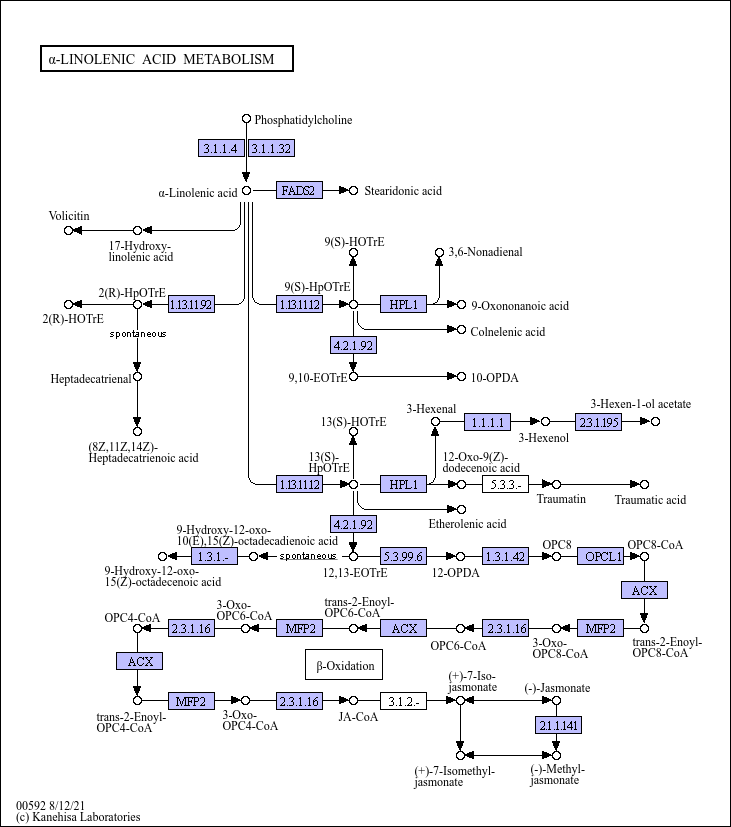 α-LINOLENIC ACID METABOLISM
Phosphatidylcholine
3.1.1.4
3.1.1.32
α-Linolenic acid
FADS2
Stearidonic acid
Volicitin
17-Hydroxy-
linolenic acid
9(S)-HOTrE
3,6-Nonadienal
2(R)-HpOTrE
9(S)-HpOTrE
1.13.11.92
1.13.11.12
HPL1
9-Oxononanoic acid
2(R)-HOTrE
spontaneous
Colnelenic acid
4.2.1.92
Heptadecatrienal
9,10-EOTrE
10-OPDA
3-Hexenal
3-Hexen-1-ol acetate
13(S)-HOTrE
1.1.1.1
2.3.1.195
3-Hexenol
(8Z,11Z,14Z)-
Heptadecatrienoic acid
13(S)-
HpOTrE
12-Oxo-9(Z)-
dodecenoic acid
1.13.11.12
HPL1
5.3.3.-
Traumatin
Traumatic acid
4.2.1.92
Etherolenic acid
9-Hydroxy-12-oxo-
10(E),15(Z)-octadecadienoic acid
OPC8
OPC8-CoA
1.3.1.-
spontaneous
5.3.99.6
1.3.1.42
OPCL1
9-Hydroxy-12-oxo-
15(Z)-octadecenoic acid
12,13-EOTrE
12-OPDA
ACX
OPC4-CoA
3-Oxo-
OPC6-CoA
trans-2-Enoyl-
OPC6-CoA
2.3.1.16
MFP2
ACX
2.3.1.16
MFP2
OPC6-CoA
3-Oxo-
OPC8-CoA
trans-2-Enoyl-
OPC8-CoA
ACX
β-Oxidation
(+)-7-Iso-
jasmonate
(-)-Jasmonate
MFP2
2.3.1.16
3.1.2.-
trans-2-Enoyl-
OPC4-CoA
3-Oxo-
OPC4-CoA
JA-CoA
2.1.1.141
(+)-7-Isomethyl-
jasmonate
(-)-Methyl-
jasmonate
00592 8/12/21
(c) Kanehisa Laboratories